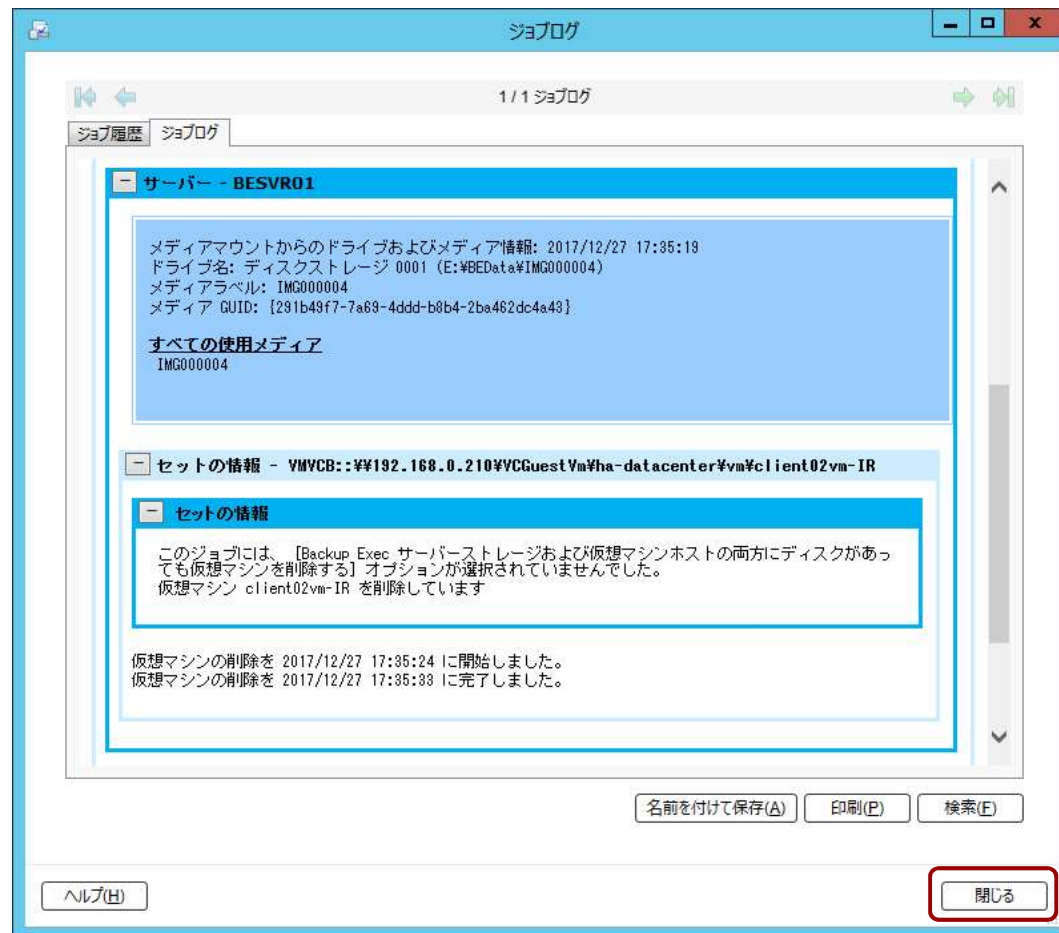 ジョブログ
1 / 1 ジョブログ
ジョブ履歴 ジョブログ
サーバー - BESVR01
メディアマウントからのドライブおよびメディア情報: 2017/12/27 17:35:19
ドライブ名: ディスクストレージ 0001 (E:¥BEData¥IMG000004)
メディアラベル: IMG000004
メディア GUID: {291b49f7-7a69-4ddd-b8b4-2ba462dc4a43}
すべての使用メディア
IMG000004
セットの情報 - VMVCB::¥¥192.168.0.210¥VCGuestVm¥ha-datacenter¥vm¥client02vm-IR
セットの情報
このジョブには、 [Backup Exec サーバーストレージおよび仮想マシンホストの両方にディスクがあっ
ても仮想マシンを削除する] オプションが選択されていませんでした。
仮想マシン client02vm-IR を削除しています
仮想マシンの削除を 2017/12/27 17:35:24 に開始しました。
仮想マシンの削除を 2017/12/27 17:35:33 に完了しました。
名前を付けて保存(A) 印刷(P) 検索(F)
ヘルプ(H) 閉じる